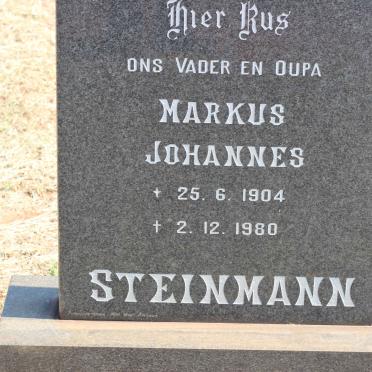 Hier Rus
ONS VADER EN OUPA
MARKUS
JOHANNES
✝ 25. 6. 1904
✝ 2. 12. 1980
STEINMANN